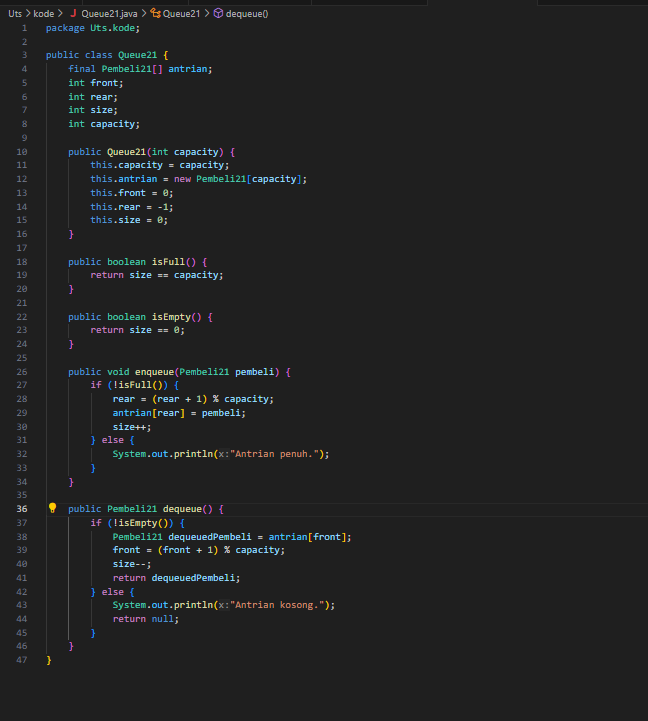 Uts > kode > J Queue21.java > Queue21 > dequeue()
1 package Uts.kode;
2
3 public class Queue21 {
4     final Pembeli21[] antrian;
5     int front;
6     int rear;
7     int size;
8     int capacity;
9
10     public Queue21(int capacity) {
11         this.capacity = capacity;
12         this.antrian = new Pembeli21[capacity];
13         this.front = 0;
14         this.rear = -1;
15         this.size = 0;
16     }
17
18     public boolean isFull() {
19         return size == capacity;
20     }
21
22     public boolean isEmpty() {
23         return size == 0;
24     }
25
26     public void enqueue(Pembeli21 pembeli) {
27         if (!isFull()) {
28             rear = (rear + 1) % capacity;
29             antrian[rear] = pembeli;
30             size++;
31         } else {
32             System.out.println(x:"Antrian penuh.");
33         }
34     }
35
36     public Pembeli21 dequeue() {
37         if (!isEmpty()) {
38             Pembeli21 dequeuedPembeli = antrian[front];
39             front = (front + 1) % capacity;
40             size--;
41             return dequeuedPembeli;
42         } else {
43             System.out.println(x:"Antrian kosong.");
44             return null;
45         }
46     }
47 }